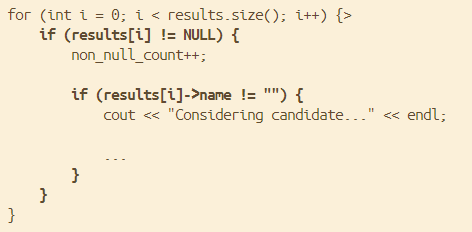 for (int i = 0; i < results.size(); i++) {>
    if (results[i] != NULL) {
        non_null_count++;

        if (results[i]->name != "") {
            cout << "Considering candidate..." << endl;

            ...
        }
    }
}